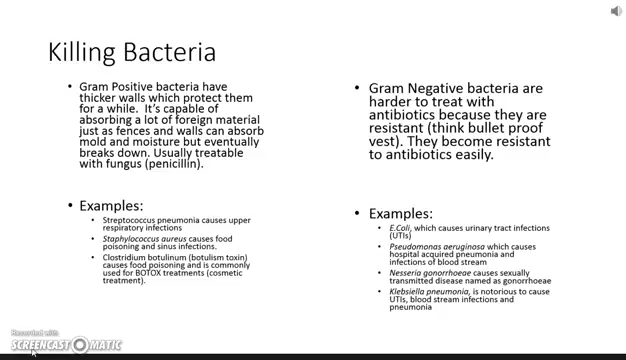 Killing Bacteria
• Gram Positive bacteria have
thicker walls which protect them
for a while. It's capable of
absorbing a lot of foreign material
just as fences and walls can absorb
mold and moisture but eventually
breaks down. Usually treatable
with fungus (penicillin).
• Examples:
• Streptococcus pneumonia causes upper
respiratory infections
• Staphylococcus aureus causes food
poisoning and sinus infections.
• Clostridium botulinum (botulism toxin)
causes food poisoning and is commonly
used for BOTOX treatments (cosmetic
treatment).
• Gram Negative bacteria are
harder to treat with
antibiotics because they are
resistant (think bullet proof
vest). They become resistant
to antibiotics easily.
• Examples:
• E.Coli, which causes urinary tract infections
(UTIs)
• Pseudomonas aeruginosa which causes
hospital acquired pneumonia and
infections of blood stream
• Nesseria gonorrhoeae causes sexually
transmitted disease named as gonorrhoeae
• Klebsiella pneumonia, is notorious to cause
UTIs, blood stream infections and
pneumonia
Recorded with
SCREENCAST MATIC